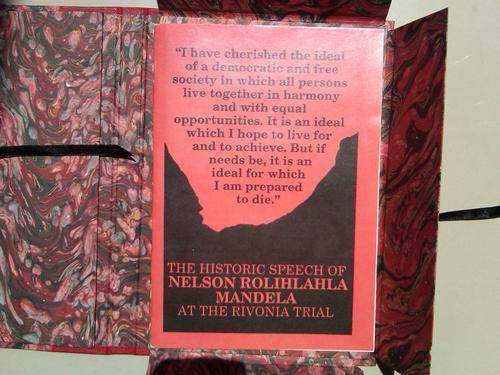 “I have cherished the ideal
of a democratic and free
society in which all persons
live together in harmony
and with equal
opportunities. It is an ideal
which I hope to live for
and to achieve. But if
needs be, it is an
ideal for which
I am prepared
to die.”
THE HISTORIC SPEECH OF
NELSON ROLIHLAHLA
MANDELA
AT THE RIVONIA TRIAL